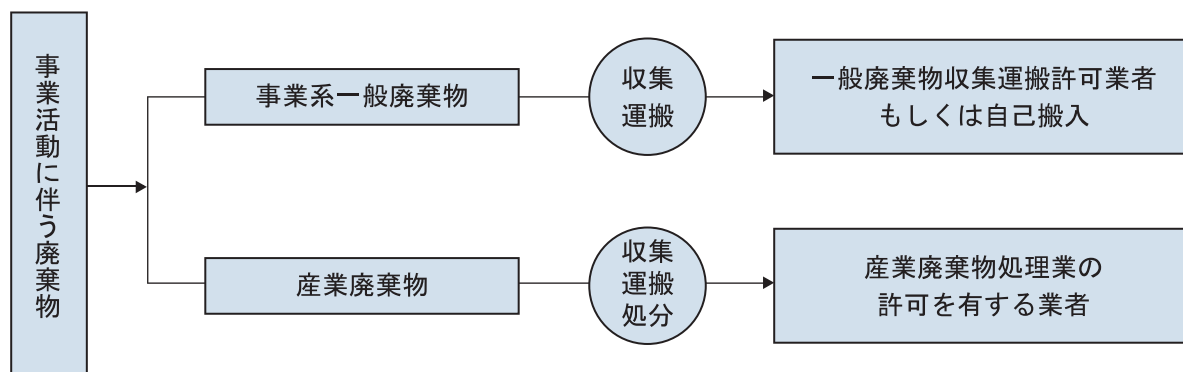 事業活動に伴う廃棄物
事業系一般廃棄物
収集
運搬
一般廃棄物収集運搬許可業者
もしくは自己搬入
産業廃棄物
収集
運搬
処分
産業廃棄物処理業の
許可を有する業者